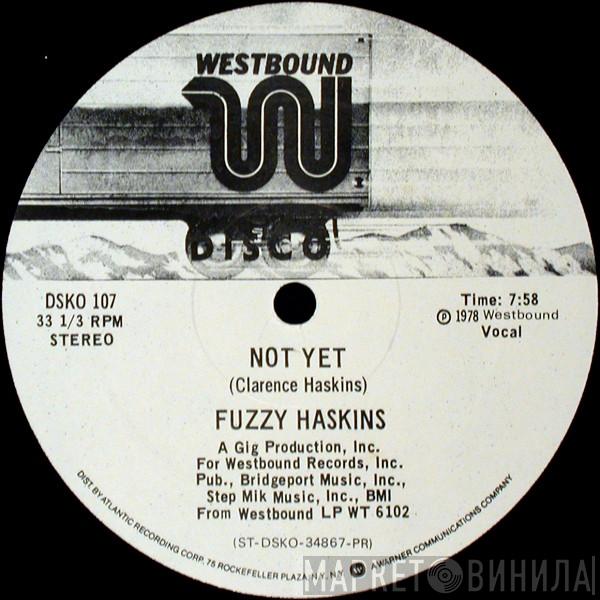 WESTBOUND
W
DISCO
DSKO 107
33 1/3 RPM
STEREO
Time: 7:58
Ⓟ 1978 Westbound
Vocal
NOT YET
(Clarence Haskins)
FUZZY HASKINS
A Gig Production, Inc.
For Westbound Records, Inc.
Pub., Bridgeport Music, Inc.,
Step Mik Music, Inc., BMI
From Westbound LP WT 6102
(ST-DSKO-34867-PR)
DIST. BY ATLANTIC RECORDING CORP. 75 ROCKEFELLER PLAZA, N.Y., N.Y. W A WARNER COMMUNICATIONS COMPANY
МАРКЕТ ВИНИЛА